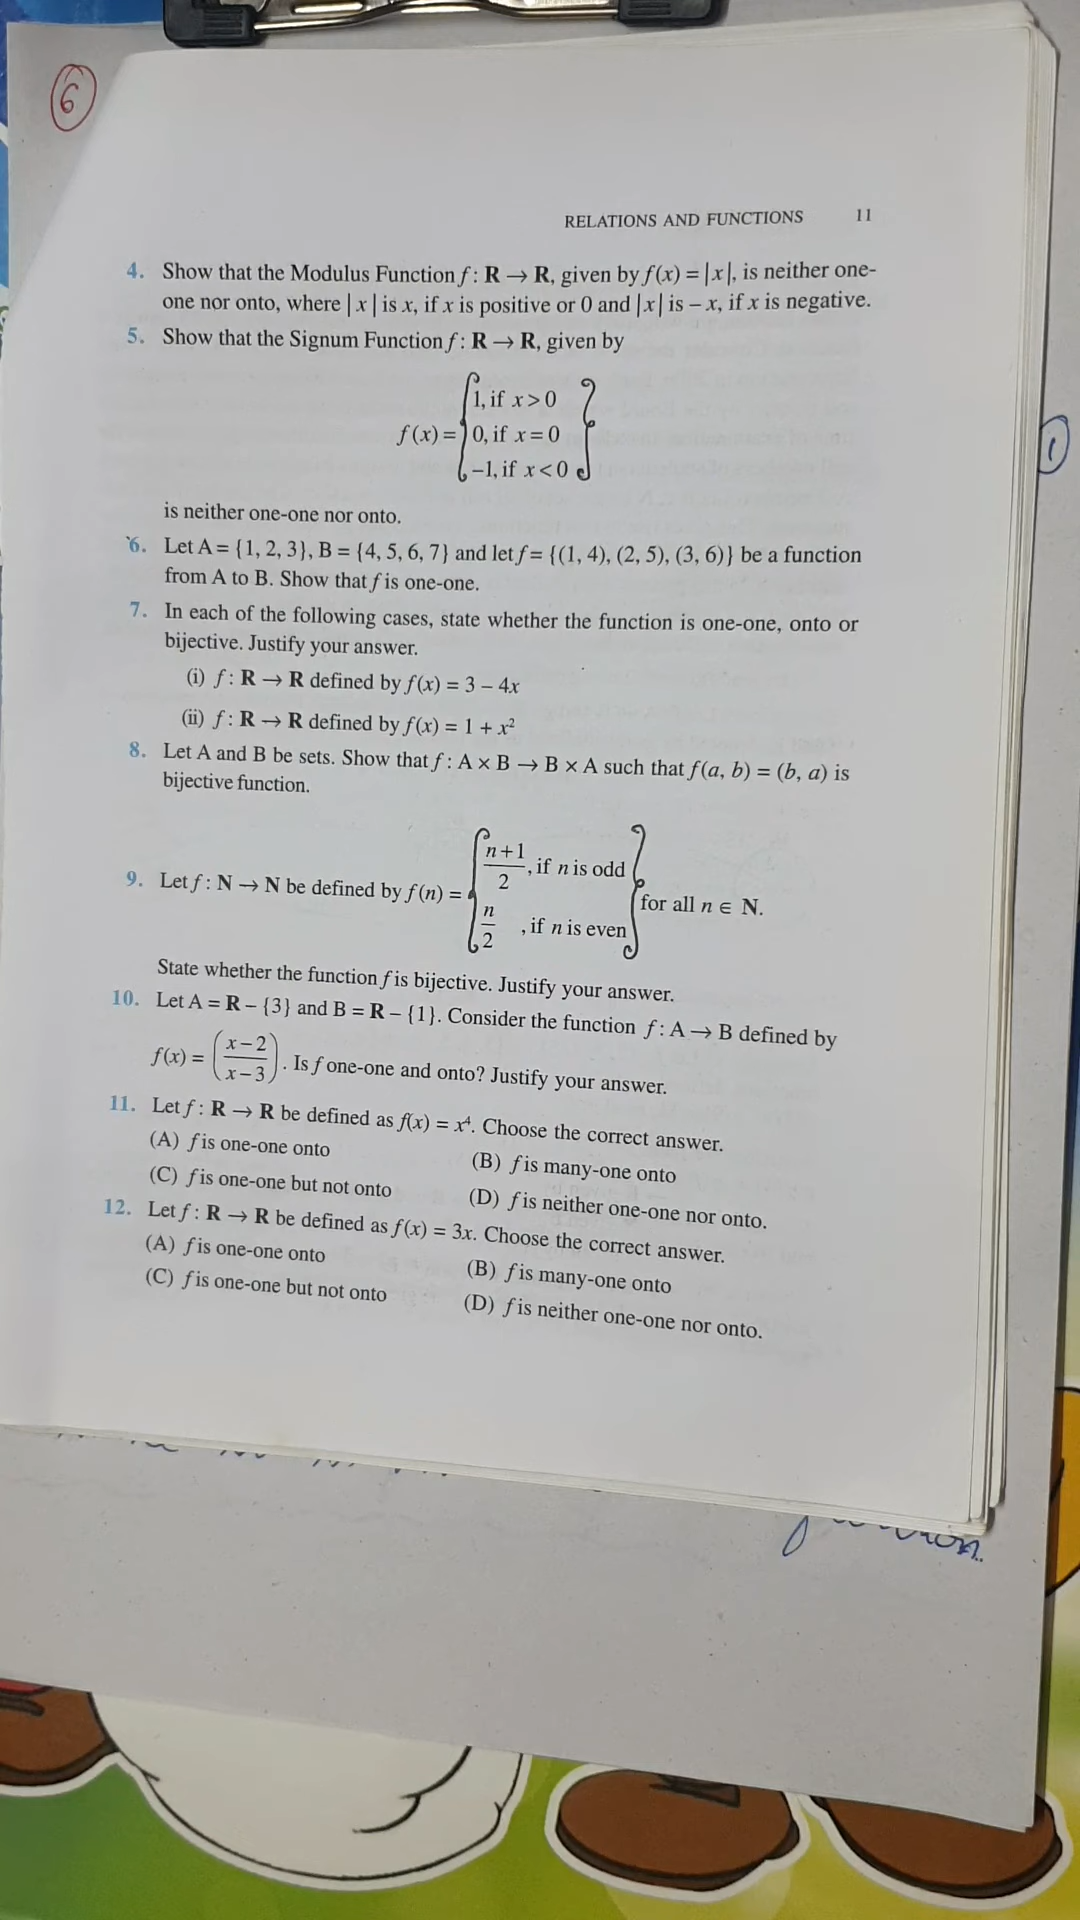 6
RELATIONS AND FUNCTIONS 11
4. Show that the Modulus Function f : R → R, given by f(x) = |x|, is neither one-
one nor onto, where |x| is x, if x is positive or 0 and |x| is – x, if x is negative.
5. Show that the Signum Function f : R → R, given by
1, if x > 0
f(x) = { 0, if x = 0 }
–1, if x < 0
is neither one-one nor onto.
6. Let A = {1, 2, 3}, B = {4, 5, 6, 7} and let f = {(1, 4), (2, 5), (3, 6)} be a function
from A to B. Show that f is one-one.
7. In each of the following cases, state whether the function is one-one, onto or
bijective. Justify your answer.
(i) f : R → R defined by f(x) = 3 – 4x
(ii) f : R → R defined by f(x) = 1 + x²
8. Let A and B be sets. Show that f : A × B → B × A such that f(a, b) = (b, a) is
bijective function.
n+1/2, if n is odd
9. Let f : N → N be defined by f(n) = { } for all n ∈ N.
n/2, if n is even
State whether the function f is bijective. Justify your answer.
10. Let A = R – {3} and B = R – {1}. Consider the function f : A → B defined by
f(x) = (x–2/x–3). Is f one-one and onto? Justify your answer.
11. Let f : R → R be defined as f(x) = x⁴. Choose the correct answer.
(A) f is one-one onto (B) f is many-one onto
(C) f is one-one but not onto (D) f is neither one-one nor onto.
12. Let f : R → R be defined as f(x) = 3x. Choose the correct answer.
(A) f is one-one onto (B) f is many-one onto
(C) f is one-one but not onto (D) f is neither one-one nor onto.
1